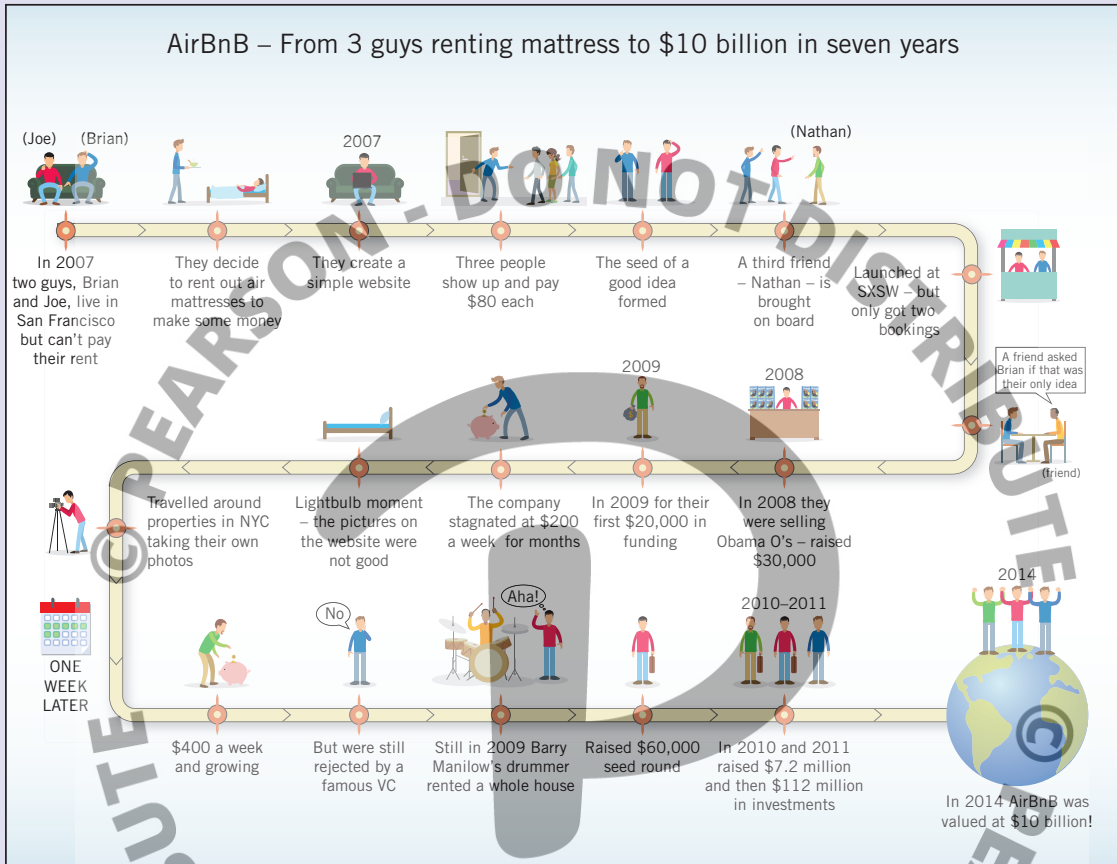 AirBnB – From 3 guys renting mattress to $10 billion in seven years
(Joe)
(Brian)
2007
(Nathan)
In 2007
two guys, Brian
and Joe, live in
San Francisco
but can't pay
their rent
They decide
to rent out air
mattresses to
make some money
They create a
simple website
Three people
show up and pay
$80 each
The seed of a
good idea
formed
A third friend
– Nathan – is
brought
on board
Launched at
SXSW – but
only got two
bookings
A friend asked
Brian if that was
their only idea
(friend)
2008
In 2008 they
were selling
Obama O's – raised
$30,000
2009
In 2009 for their
first $20,000 in
funding
The company
stagnated at $200
a week for months
Lightbulb moment
– the pictures on
the website were
not good
Travelled around
properties in NYC
taking their own
photos
ONE
WEEK
LATER
$400 a week
and growing
No
But were still
rejected by a
famous VC
Aha!
Still in 2009 Barry
Manilow's drummer
rented a whole house
Raised $60,000
seed round
2010–2011
In 2010 and 2011
raised $7.2 million
and then $112 million
in investments
2014
In 2014 AirBnB was
valued at $10 billion!
© PEARSON - DO NOT DISTRIBUTE
P
UTE
© PE